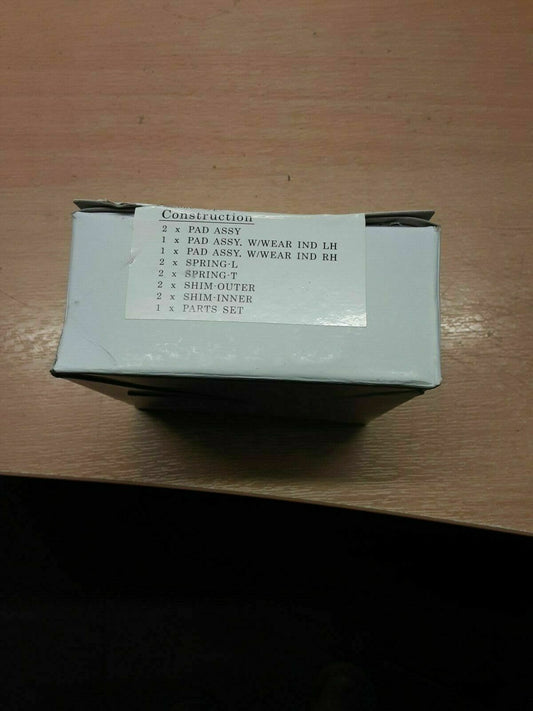 Construction
2 x PAD ASSY
1 x PAD ASSY. W/WEAR IND LH
1 x PAD ASSY. W/WEAR IND RH
2 x SPRING-L
2 x SPRING-T
2 x SHIM-OUTER
2 x SHIM-INNER
1 x PARTS SET